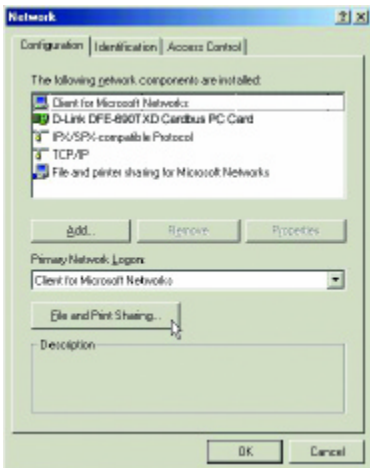 Network
Configuration Identification Access Control
The following network components are installed:
Client for Microsoft Networks
D-Link DFE-690TXD Cardbus PC Card
IPX/SPX-compatible Protocol
TCP/IP
File and printer sharing for Microsoft Networks
Add...
Remove
Properties
Primary Network Logon:
Client for Microsoft Networks
File and Print Sharing...
Description
OK
Cancel